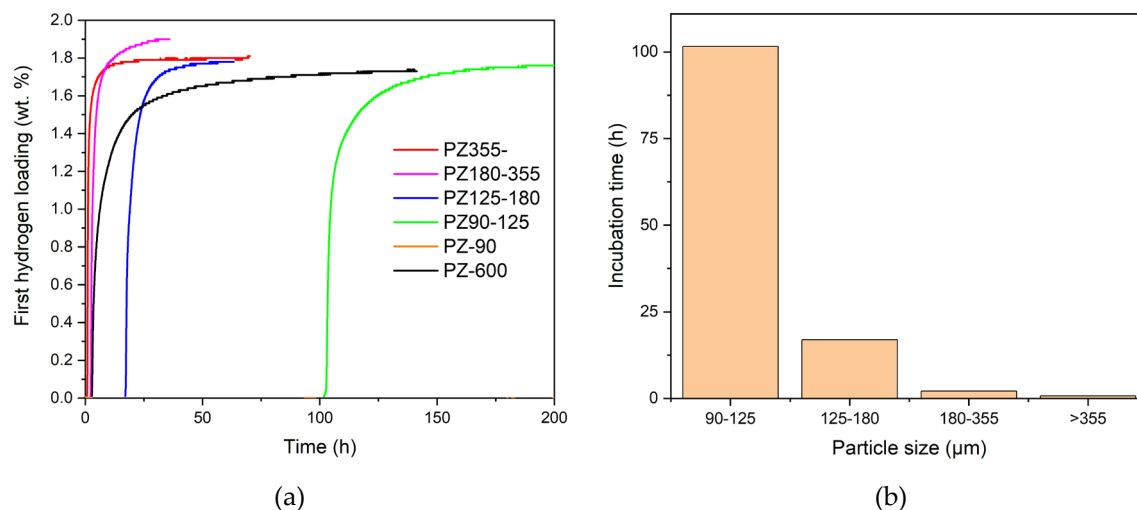 2.0
1.8
1.6
1.4
1.2
1.0
0.8
0.6
0.4
0.2
0.0
First hydrogen loading (wt. %)
PZ355-
PZ180-355
PZ125-180
PZ90-125
PZ-90
PZ-600
0
50
100
150
200
Time (h)
(a)
100
75
50
25
0
Incubation time (h)
90-125
125-180
180-355
>355
Particle size (µm)
(b)